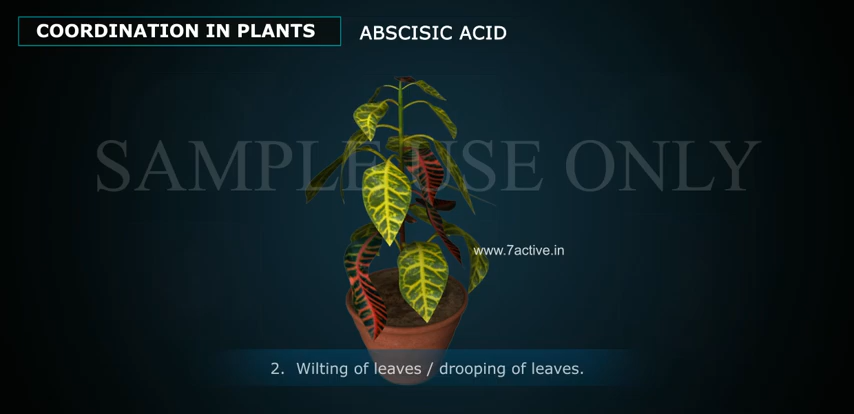 COORDINATION IN PLANTS
ABSCISIC ACID
SAMPLE USE ONLY
www.7active.in
2. Wilting of leaves / drooping of leaves.